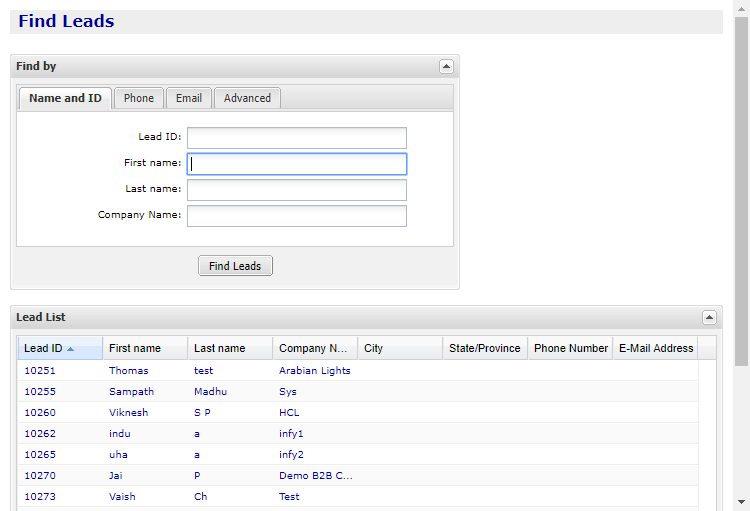 Find Leads
Find by
Name and ID Phone Email Advanced
Lead ID:
First name:
Last name:
Company Name:
Find Leads
Lead List
Lead ID First name Last name Company N... City State/Province Phone Number E-Mail Address
10251 Thomas test Arabian Lights
10255 Sampath Madhu Sys
10260 Viknesh S P HCL
10262 indu a infy1
10265 uha a infy2
10270 Jai P Demo B2B C...
10273 Vaish Ch Test